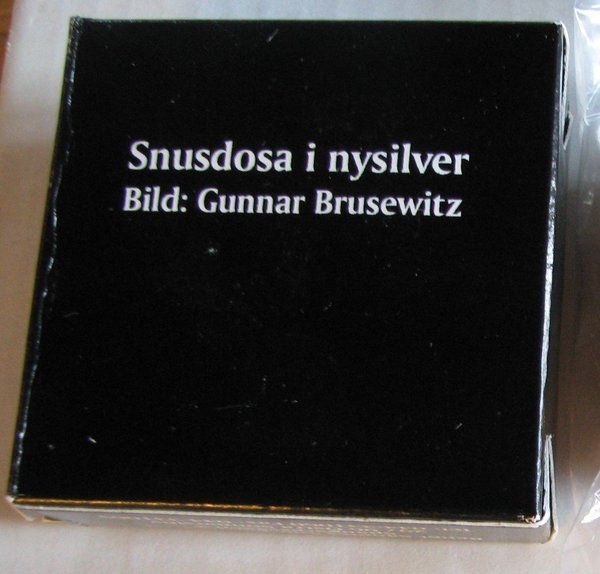 Snusdosa i nysilver
Bild: Gunnar Brusewitz